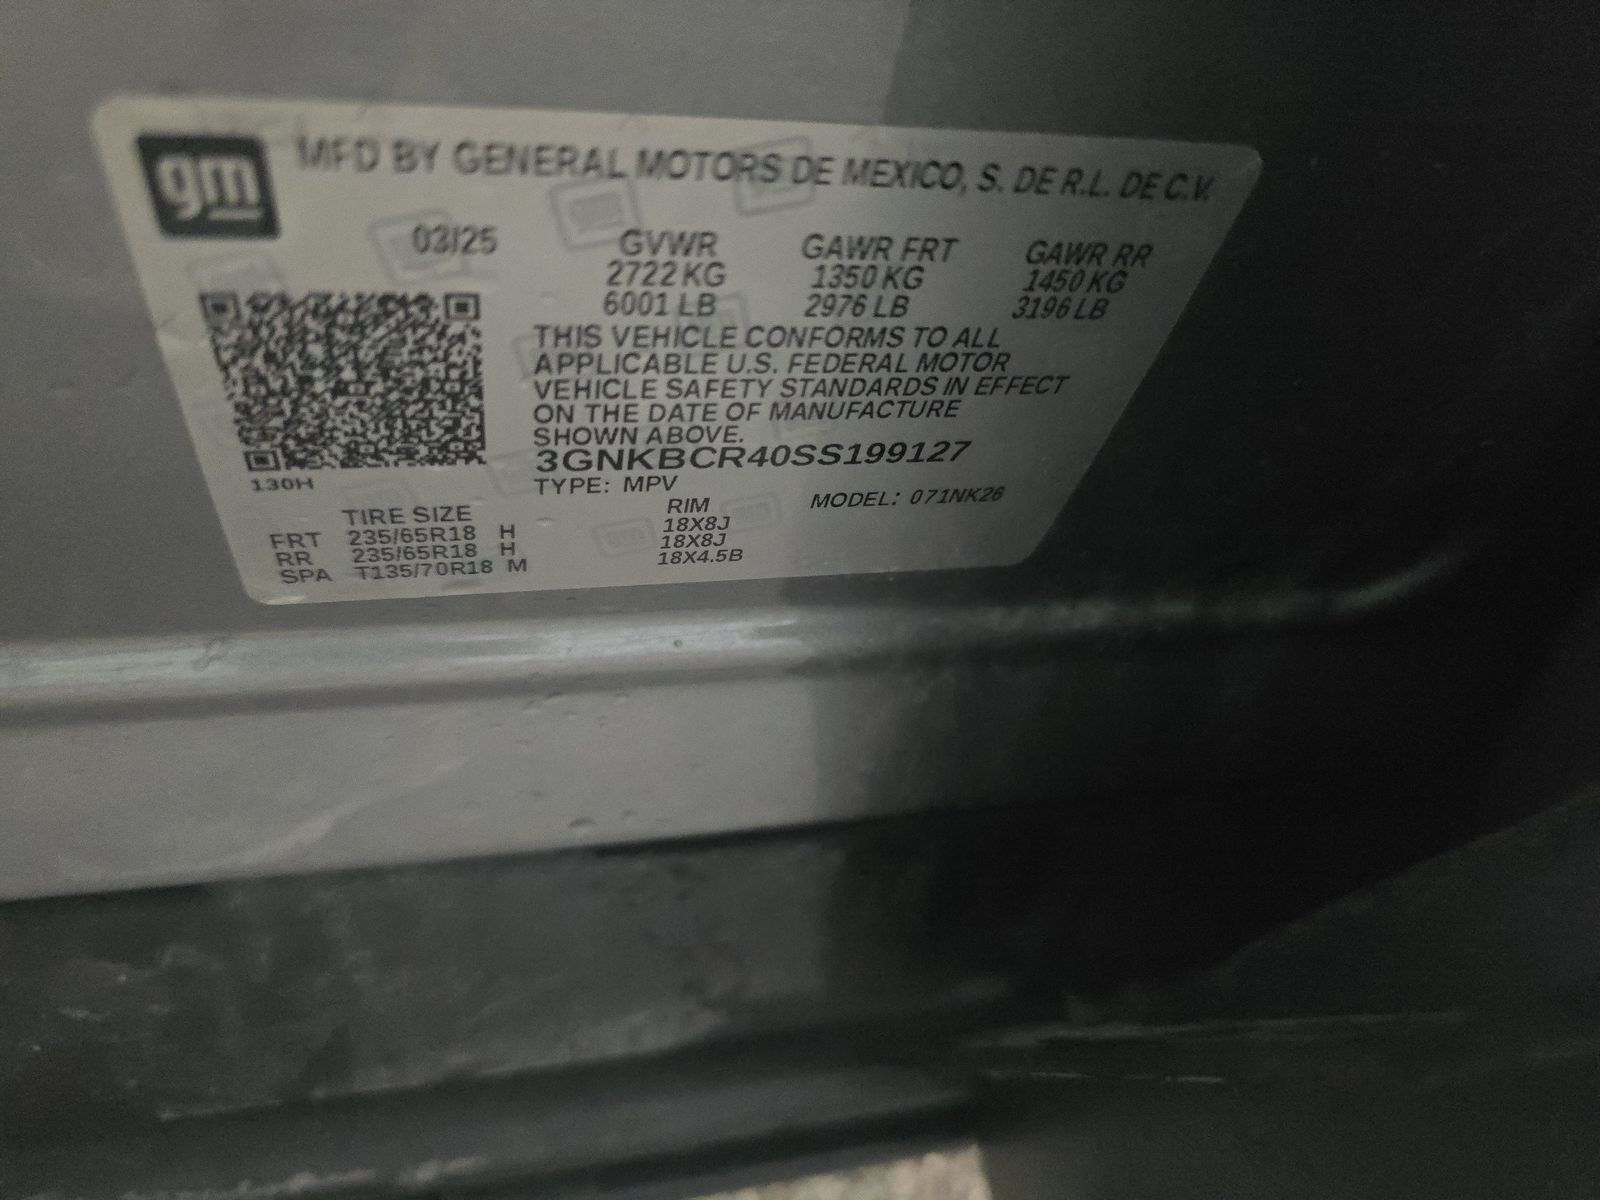 gm
MFD BY GENERAL MOTORS DE MEXICO, S. DE R.L. DE C.V.
03/25 GVWR GAWR FRT GAWR RR
2722 KG 1350 KG 1450 KG
6001 LB 2976 LB 3196 LB
THIS VEHICLE CONFORMS TO ALL
APPLICABLE U.S. FEDERAL MOTOR
VEHICLE SAFETY STANDARDS IN EFFECT
ON THE DATE OF MANUFACTURE
SHOWN ABOVE.
3GNKBCR40SS199127
130H
TYPE: MPV MODEL: 071NK26
TIRE SIZE RIM
FRT 235/65R18 H 18X8J
RR 235/65R18 H 18X8J
SPA T135/70R18 M 18X4.5B